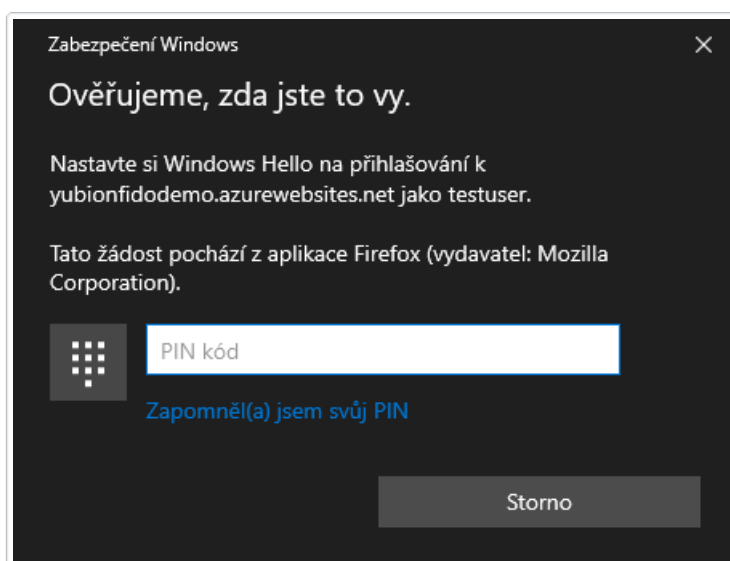 Zabezpečení Windows
Ověřujeme, zda jste to vy.
Nastavte si Windows Hello na přihlašování k
yubionfidodemo.azurewebsites.net jako testuser.
Tato žádost pochází z aplikace Firefox (vydavatel: Mozilla
Corporation).
PIN kód
Zapomněl(a) jsem svůj PIN
Storno